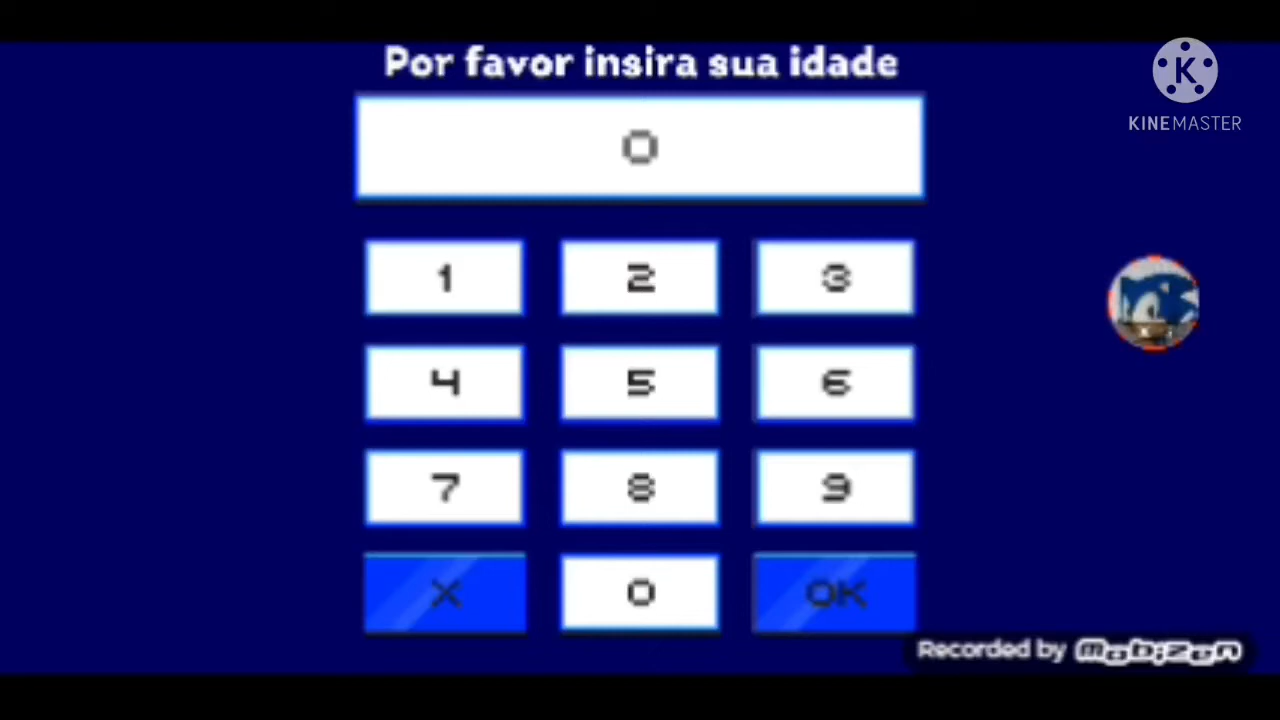 Por favor insira sua idade
0
K
KINEMASTER
1 2 3
4 5 6
7 8 9
X 0 OK
Recorded by mobizen